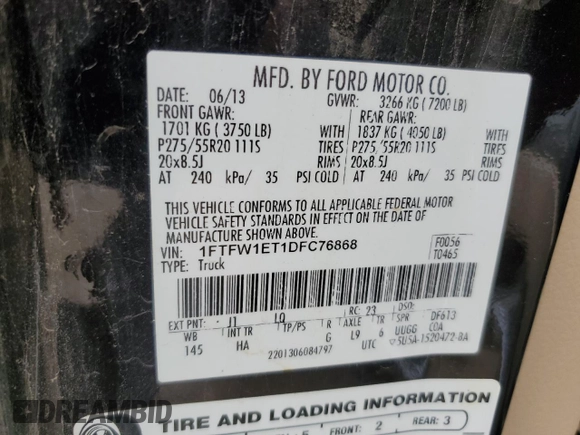 MFD. BY FORD MOTOR CO.
DATE: 06/13 GVWR: 3266 KG ( 7200 LB)
FRONT GAWR: REAR GAWR:
1701 KG ( 3750 LB) WITH 1837 KG ( 4050 LB) WITH
P275/55R20 111S TIRES P275/55R20 111S TIRES
20x8.5J RIMS 20x8.5J RIMS
AT 240 kPa/ 35 PSI COLD AT 240 kPa/ 35 PSI COLD
THIS VEHICLE CONFORMS TO ALL APPLICABLE FEDERAL MOTOR
VEHICLE SAFETY STANDARDS IN EFFECT ON THE DATE OF
MANUFACTURE SHOWN ABOVE.
VIN: 1FTFW1ET1DFC76868 F0056
TYPE: Truck T0465
EXT PNT: J1 LQ RC: 23 DSO:
WB INT TR TP/PS R AXLE TR SPR DF613
145 HA G L9 6 UUGG COA
2201306084797 UTC 5U5A-1520472-BA
TIRE AND LOADING INFORMATION
FRONT: 2 REAR: 3
DREAMBID